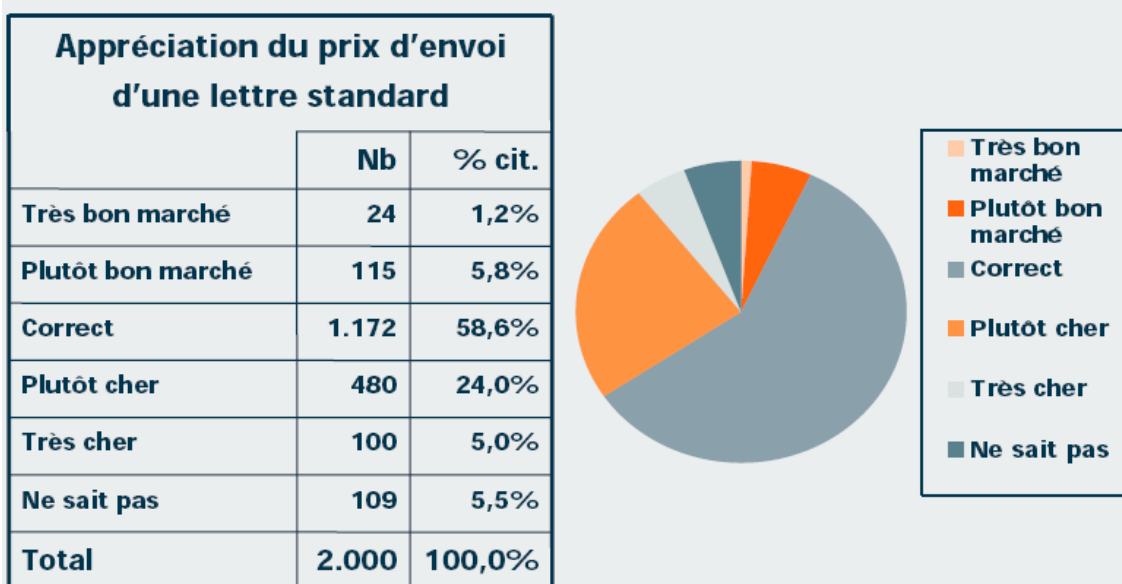 Appréciation du prix d'envoi
d'une lettre standard
Nb % cit.
Très bon marché 24 1,2%
Plutôt bon marché 115 5,8%
Correct 1.172 58,6%
Plutôt cher 480 24,0%
Très cher 100 5,0%
Ne sait pas 109 5,5%
Total 2.000 100,0%
Très bon
marché
Plutôt bon
marché
Correct
Plutôt cher
Très cher
Ne sait pas